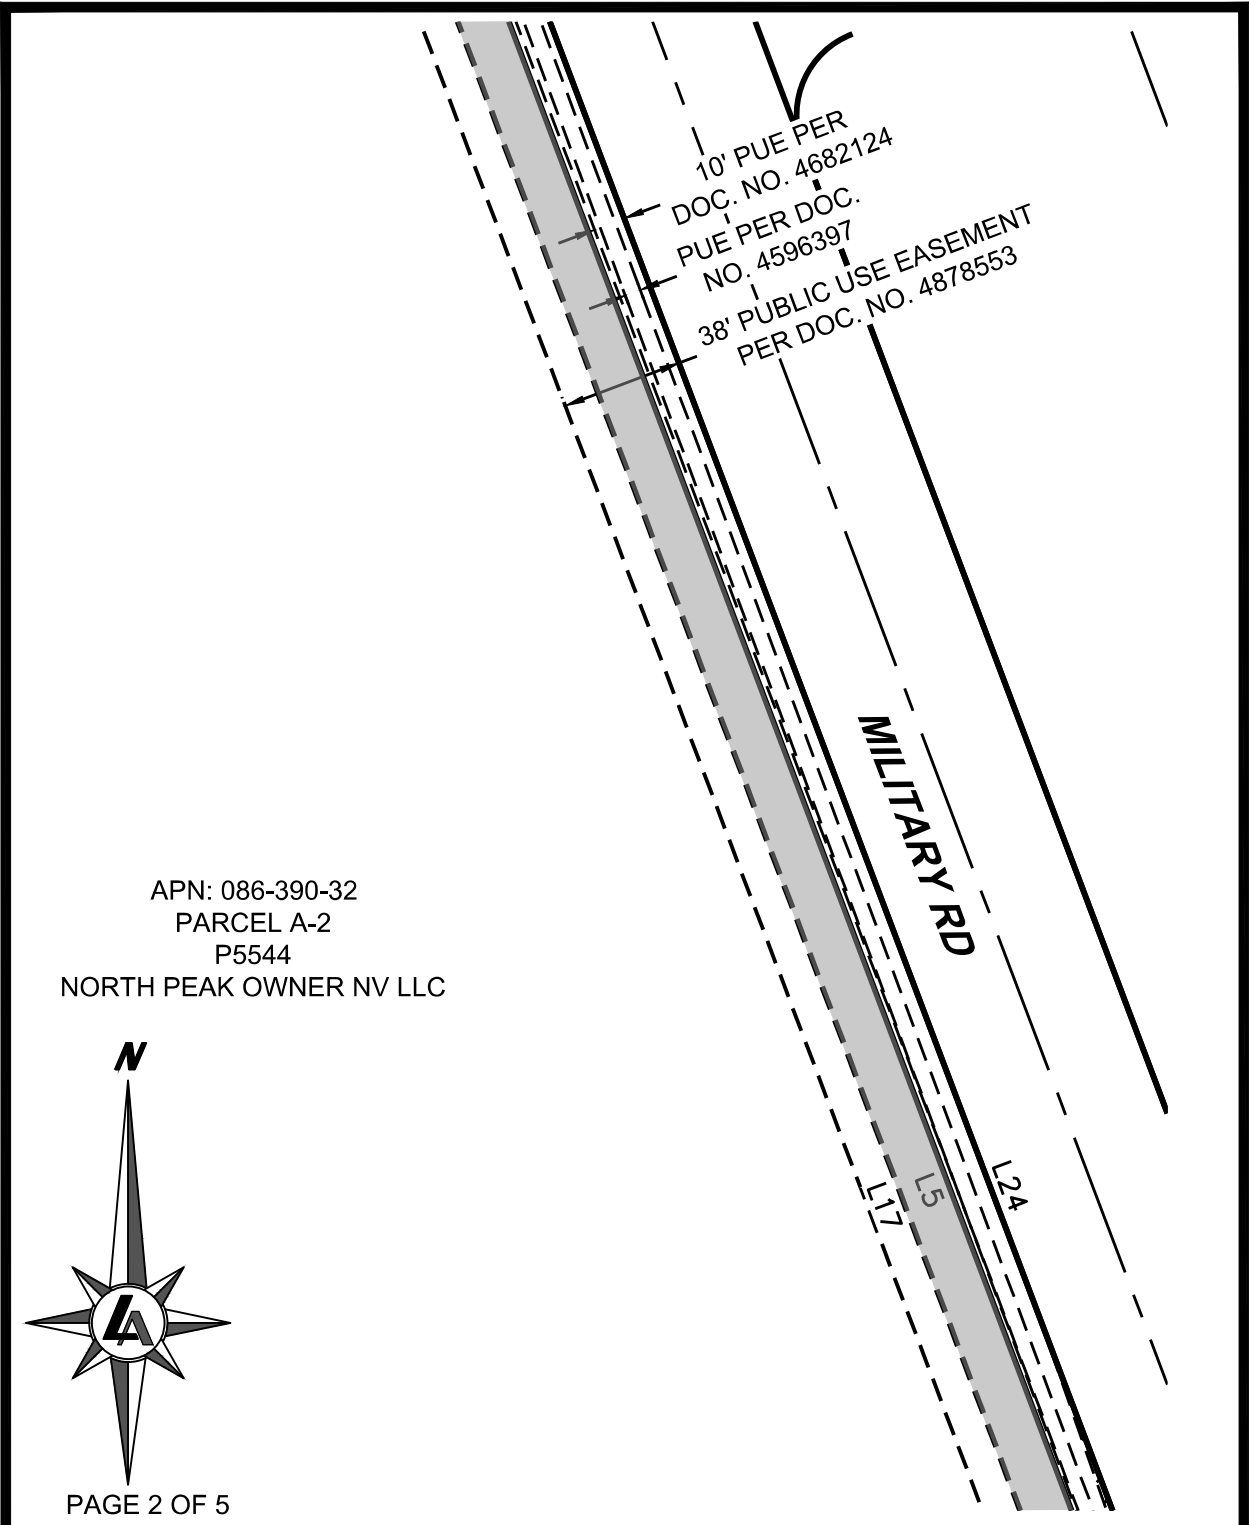 10' PUE PER
DOC. NO. 4682124
PUE PER DOC.
NO. 4596397
38' PUBLIC USE EASEMENT
PER DOC. NO. 4878553
MILITARY RD
APN: 086-390-32
PARCEL A-2
P5544
NORTH PEAK OWNER NV LLC
N
L17
L5
L24
LA
PAGE 2 OF 5